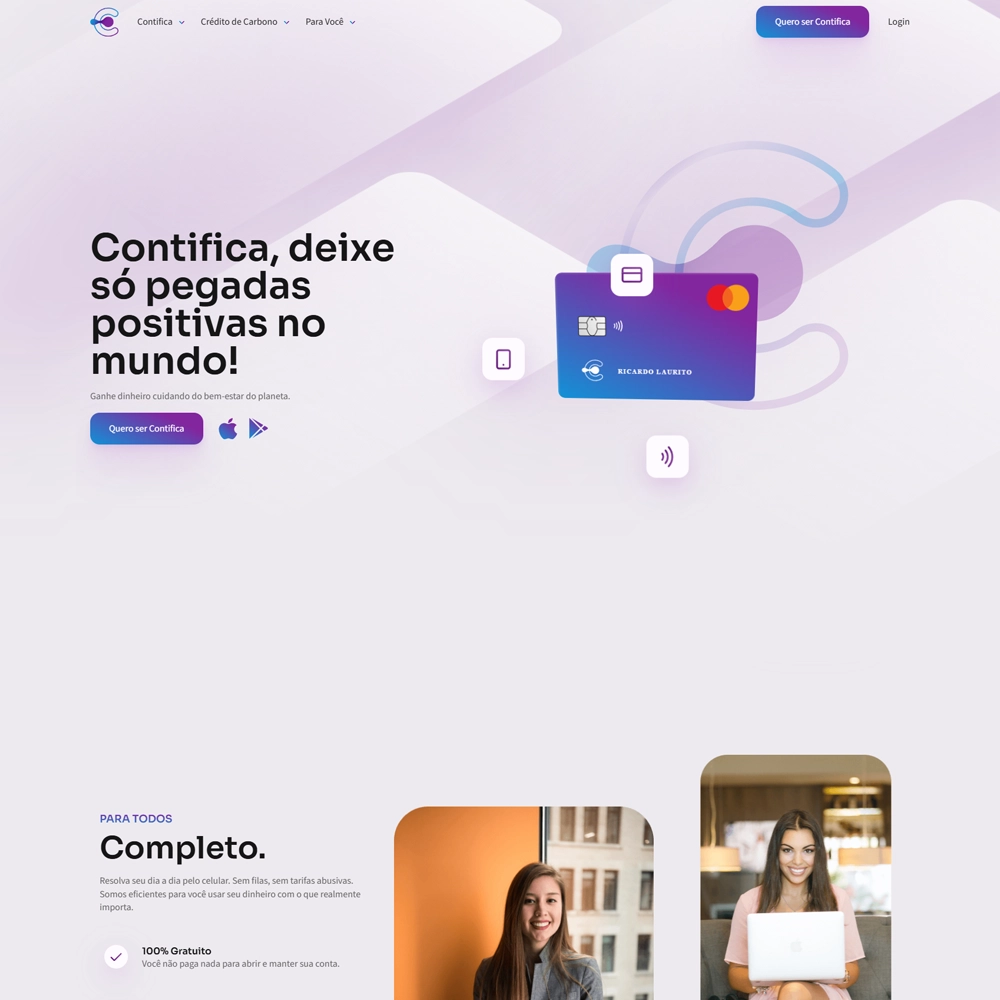 Contifica
Crédito de Carbono
Para Você
Quero ser Contifica
Login
Contifica, deixe
só pegadas
positivas no
mundo!
Ganhe dinheiro cuidando do bem-estar do planeta.
Quero ser Contifica
RICARDO LAURITO
PARA TODOS
Completo.
Resolva seu dia a dia pelo celular. Sem filas, sem tarifas abusivas.
Somos eficientes para você usar seu dinheiro com o que realmente
importa.
100% Gratuito
Você não paga nada para abrir e manter sua conta.